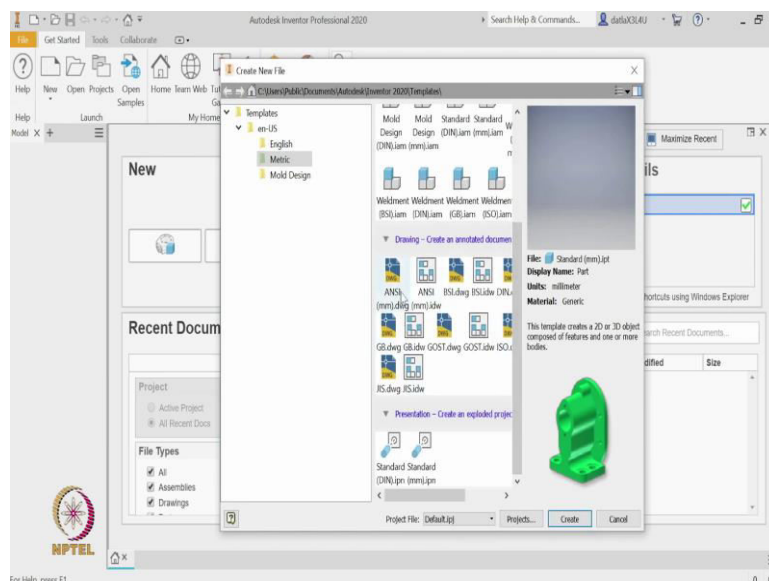 Autodesk Inventor Professional 2020
Search Help & Commands...
datlaX3L4U
File Get Started Tools Collaborate
Help New Open Projects Open Samples Home Team Web
Help Launch My Home
Model
Maximize Recent
New
Recent Docum
Project
Active Project
All Recent Docs
File Types
All
Assemblies
Drawings
NPTEL
For Help, press F1
ils
hortcuts using Windows Explorer
earch Recent Documents...
dified Size
Create New File
C:\Users\Public\Documents\Autodesk\Inventor 2020\Templates\
Templates
en-US
English
Metric
Mold Design
Mold Design (DIN).iam
Mold Design (mm).iam
Standard (DIN).iam
Standard (mm).iam
Weldment (BSI).iam
Weldment (DIN).iam
Weldment (GB).iam
Weldment (ISO).iam
Drawing – Create an annotated documen
ANSI (mm).dwg
ANSI (mm).idw
BSI.dwg
BSI.idw
GB.dwg
GB.idw
GOST.dwg
GOST.idw
JIS.dwg
JIS.idw
Presentation – Create an exploded projec
Standard (DIN).ipn
Standard (mm).ipn
File: Standard (mm).ipt
Display Name: Part
Units: millimeter
Material: Generic
This template creates a 2D or 3D object
composed of features and one or more
bodies.
Project File: Default.ipj
Projects... Create Cancel
0